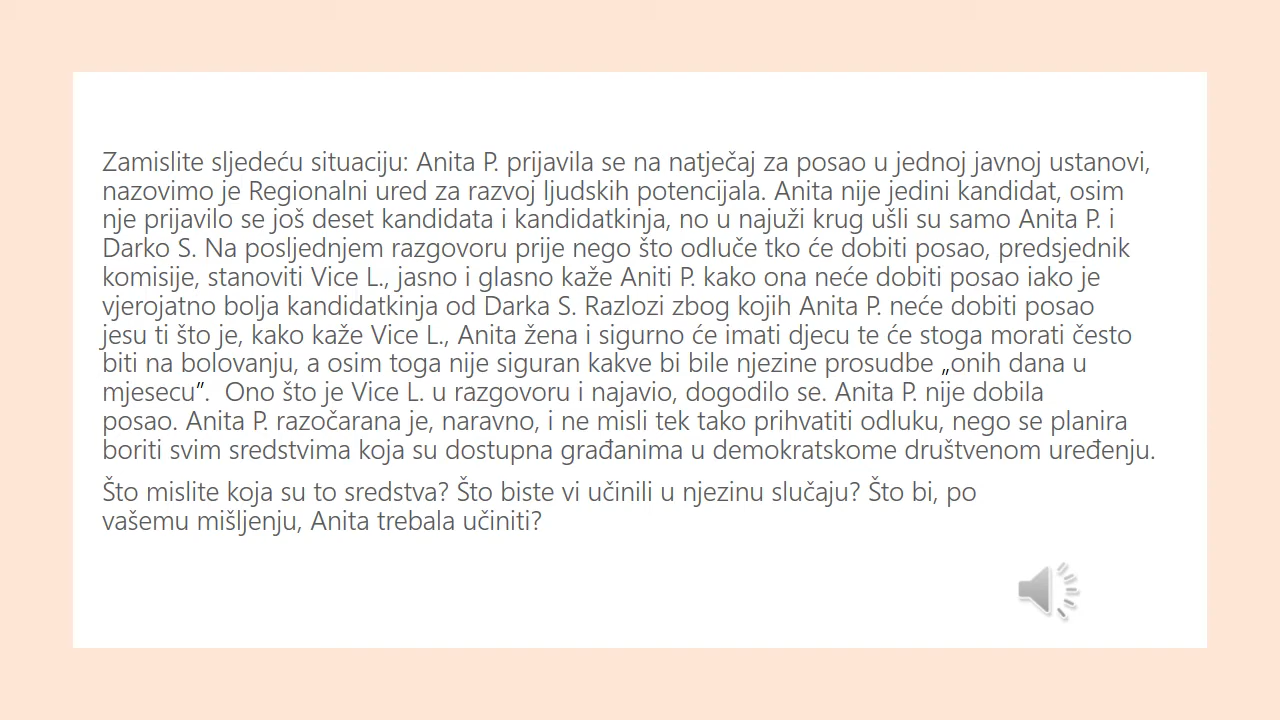 Zamislite sljedeću situaciju: Anita P. prijavila se na natječaj za posao u jednoj javnoj ustanovi,
nazovimo je Regionalni ured za razvoj ljudskih potencijala. Anita nije jedini kandidat, osim
nje prijavilo se još deset kandidata i kandidatkinja, no u najuži krug ušli su samo Anita P. i
Darko S. Na posljednjem razgovoru prije nego što odluče tko će dobiti posao, predsjednik
komisije, stanoviti Vice L., jasno i glasno kaže Aniti P. kako ona neće dobiti posao iako je
vjerojatno bolja kandidatkinja od Darka S. Razlozi zbog kojih Anita P. neće dobiti posao
jesu ti što je, kako kaže Vice L., Anita žena i sigurno će imati djecu te će stoga morati često
biti na bolovanju, a osim toga nije siguran kakve bi bile njezine prosudbe „onih dana u
mjesecu”.  Ono što je Vice L. u razgovoru i najavio, dogodilo se. Anita P. nije dobila
posao. Anita P. razočarana je, naravno, i ne misli tek tako prihvatiti odluku, nego se planira
boriti svim sredstvima koja su dostupna građanima u demokratskome društvenom uređenju.
Što mislite koja su to sredstva? Što biste vi učinili u njezinu slučaju? Što bi, po
vašemu mišljenju, Anita trebala učiniti?